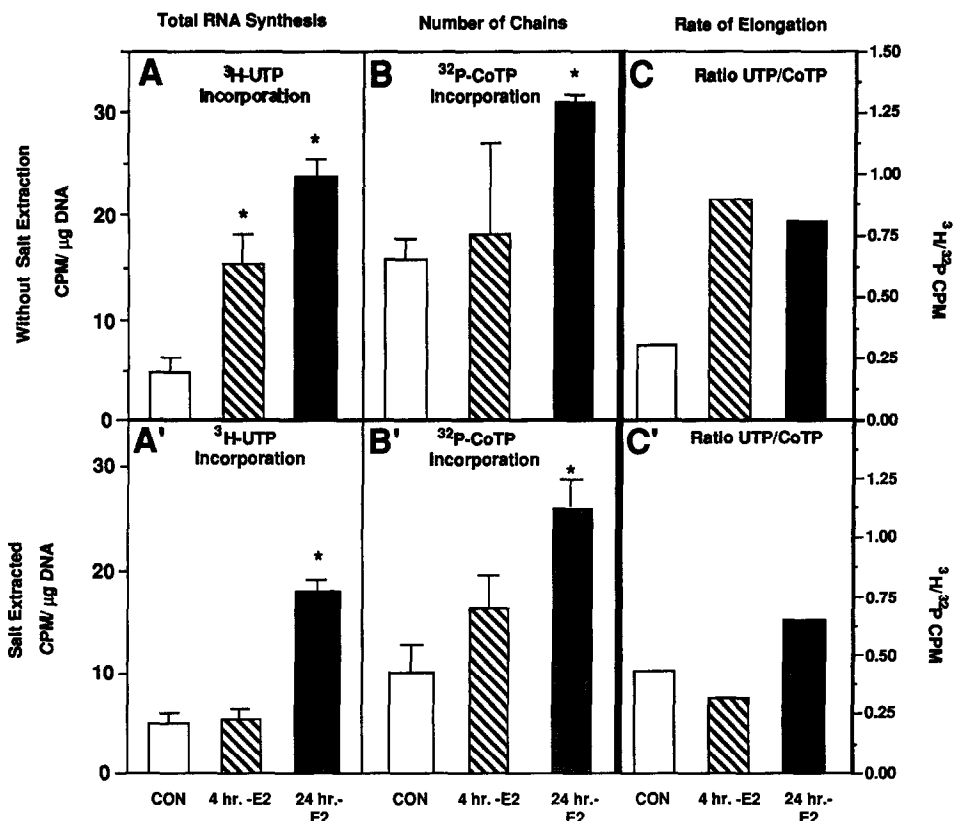 Total RNA Synthesis
Number of Chains
Rate of Elongation
A
³H-UTP
Incorporation
B
³²P-CoTP
Incorporation
*
C
Ratio UTP/CoTP
*
*
Without Salt Extraction
CPM/ µg DNA
30
20
10
0
1.50
1.25
1.00
0.75
0.50
0.25
0.00
³H/³²P CPM
A'
³H-UTP
Incorporation
B'
³²P-CoTP
Incorporation
*
C'
Ratio UTP/CoTP
*
Salt Extracted
CPM/ µg DNA
30
20
10
0
1.25
1.00
0.75
0.50
0.25
0.00
³H/³²P CPM
CON
4 hr. -E2
24 hr.-
E2
CON
4 hr. -E2
24 hr.-
E2
CON
4 hr. -E2
24 hr.-
E2